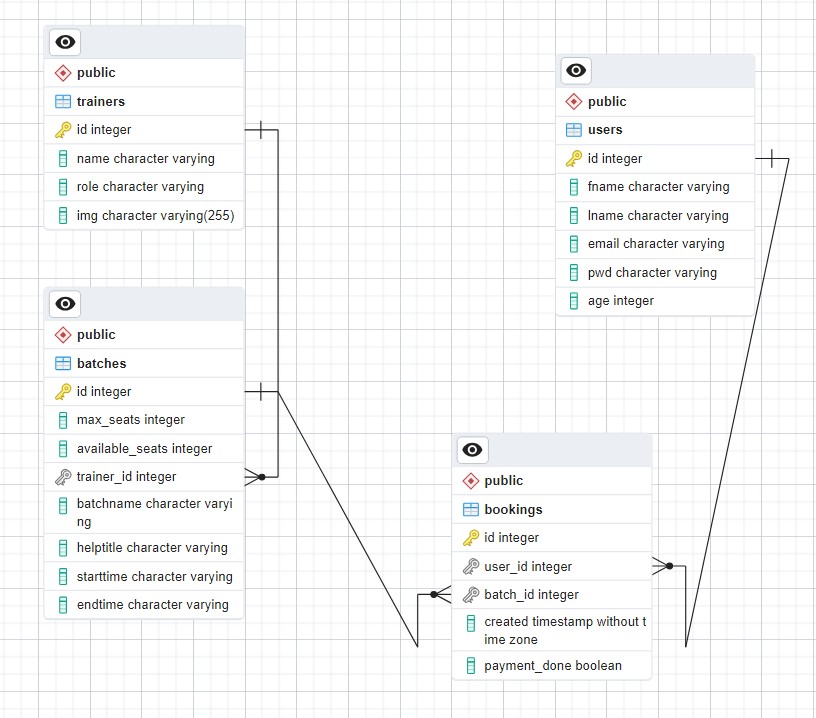 public
trainers
id integer
name character varying
role character varying
img character varying(255)
public
batches
id integer
max_seats integer
available_seats integer
trainer_id integer
batchname character varyi
ng
helptitle character varying
starttime character varying
endtime character varying
public
users
id integer
fname character varying
lname character varying
email character varying
pwd character varying
age integer
public
bookings
id integer
user_id integer
batch_id integer
created timestamp without t
ime zone
payment_done boolean